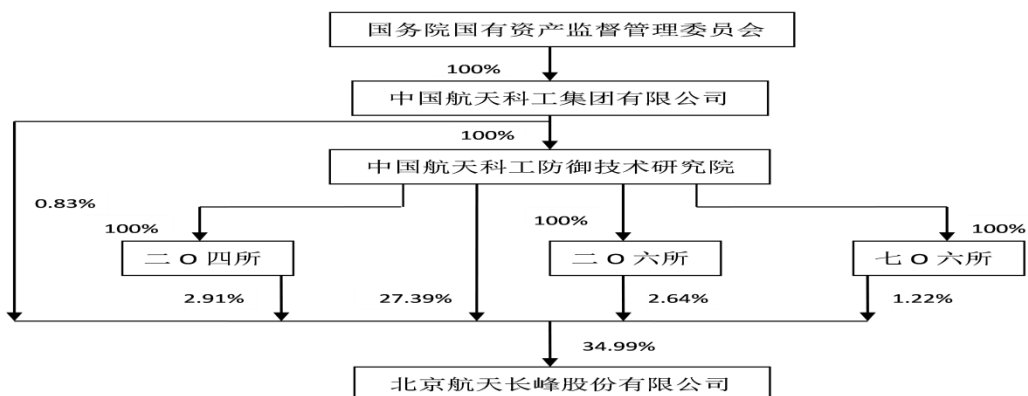 国务院国有资产监督管理委员会
100%
中国航天科工集团有限公司
100%
中国航天科工防御技术研究院
0.83%
100%
100%
100%
二O四所
二O六所
七O六所
2.91%
27.39%
2.64%
1.22%
34.99%
北京航天长峰股份有限公司